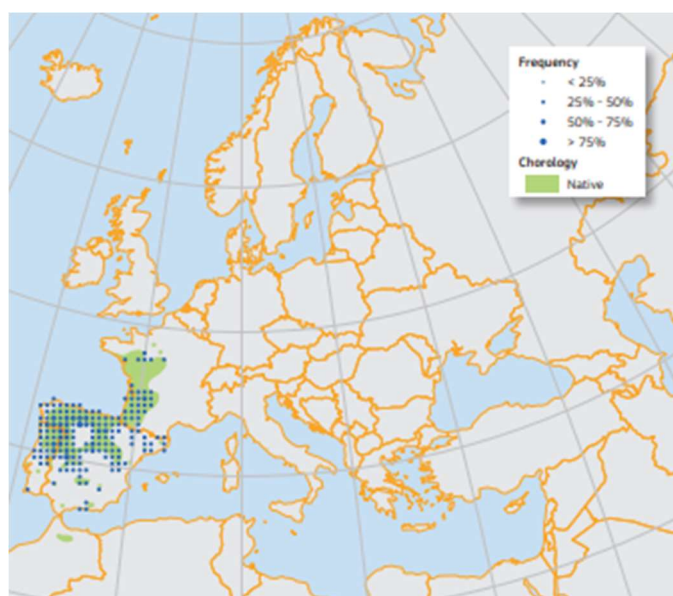 Frequency
< 25%
25% - 50%
50% - 75%
> 75%
Chorology
Native